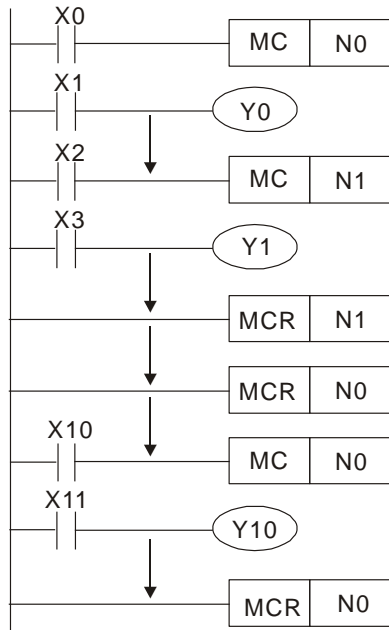 X0
MC N0
X1
Y0
X2
MC N1
X3
Y1
MCR N1
MCR N0
X10
MC N0
X11
Y10
MCR N0